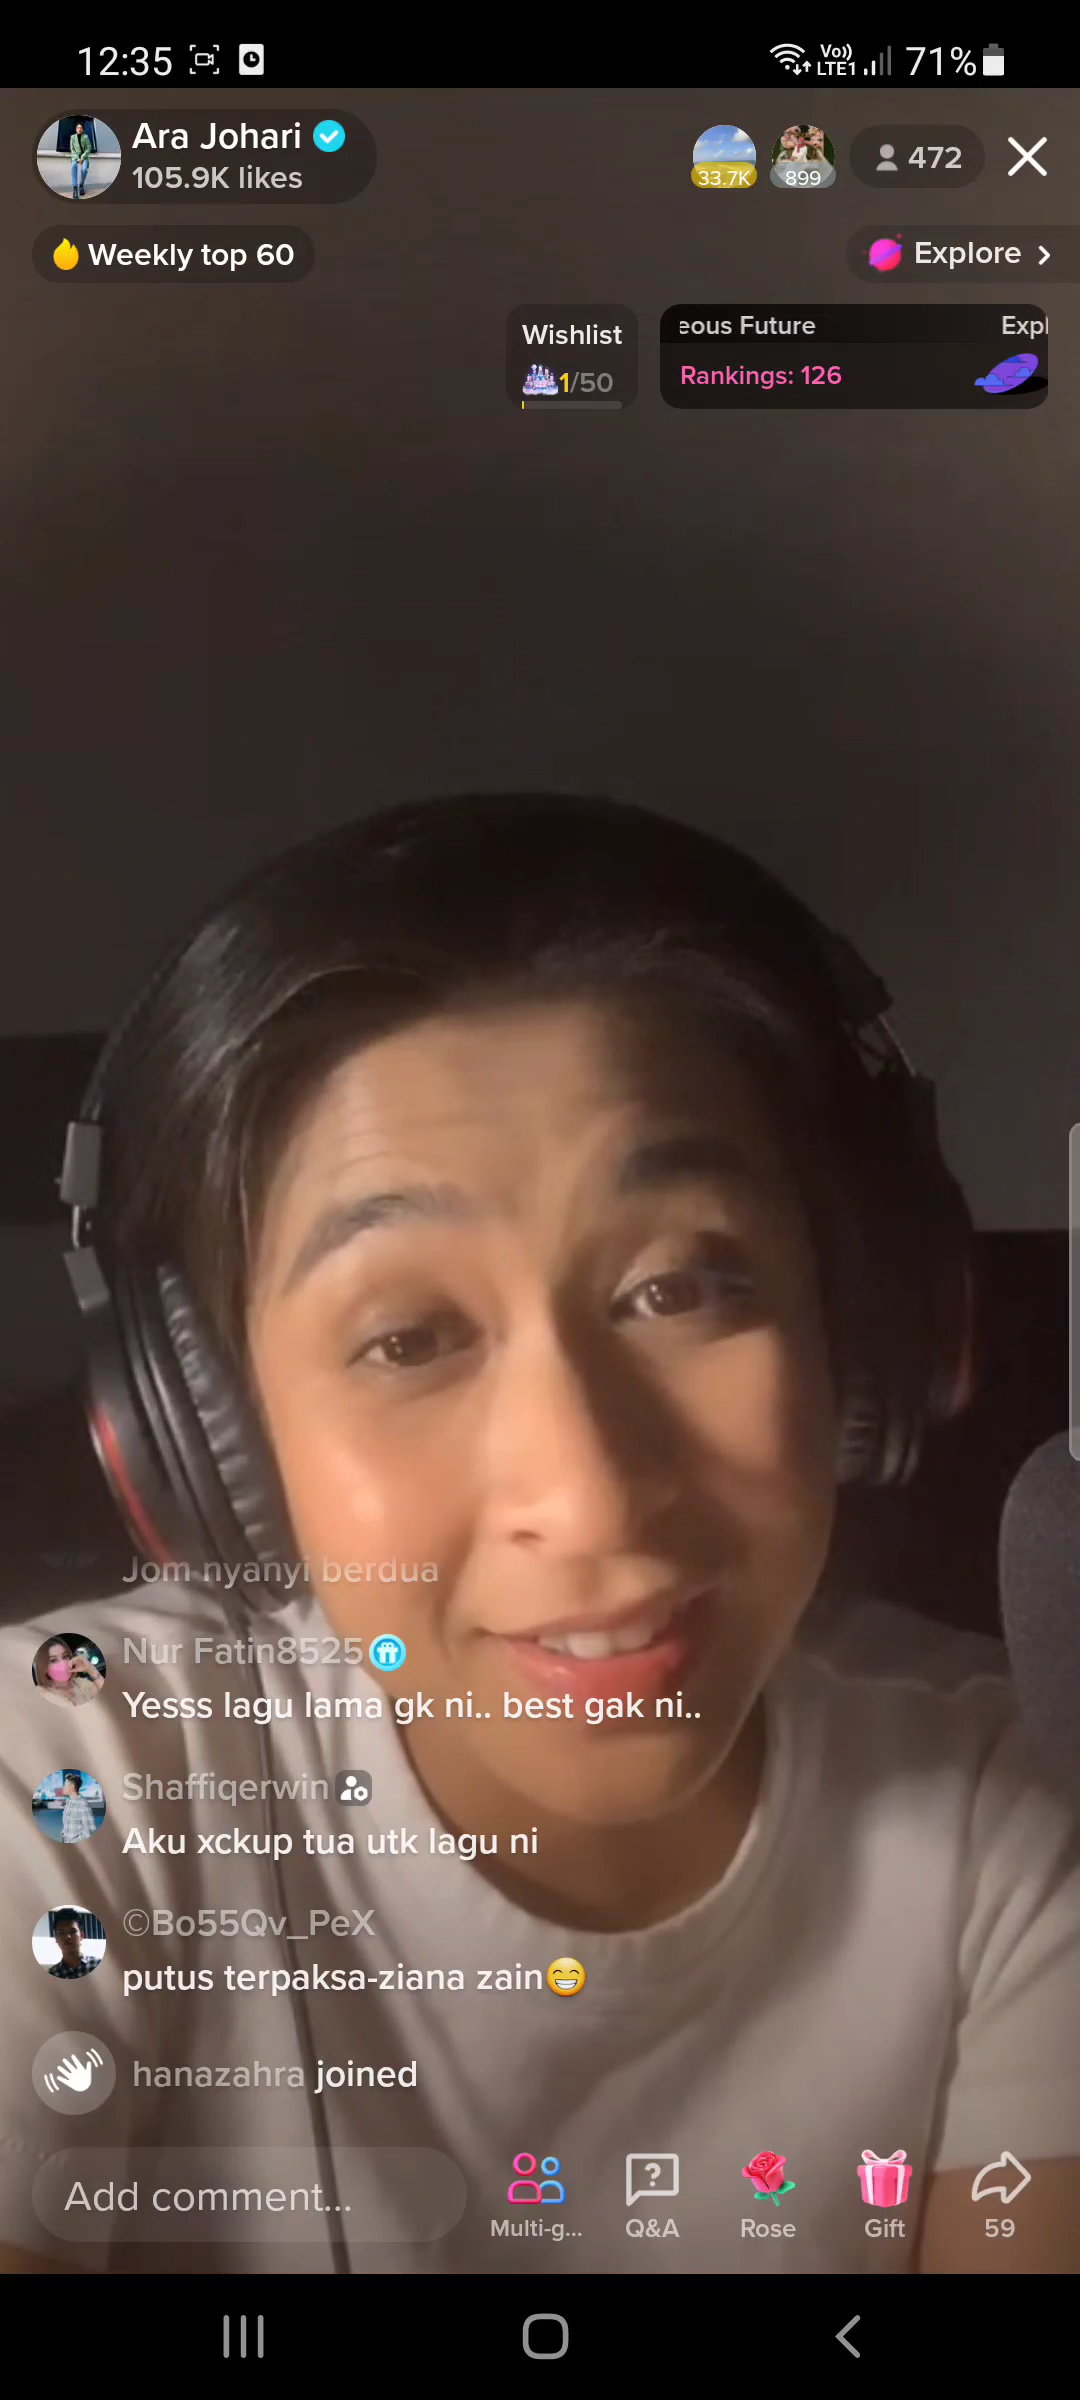 12:35
Vo))
LTE1
71%
Ara Johari
105.9K likes
33.7K
899
472
Weekly top 60
Explore
Wishlist
1/50
eous Future
Expl
Rankings: 126
Jom nyanyi berdua
Nur Fatin8525
Yesss lagu lama gk ni.. best gak ni..
Shaffiqerwin
Aku xckup tua utk lagu ni
©Bo55Qv_PeX
putus terpaksa-ziana zain😁
hanazahra joined
Add comment...
Multi-g...
Q&A
Rose
Gift
59